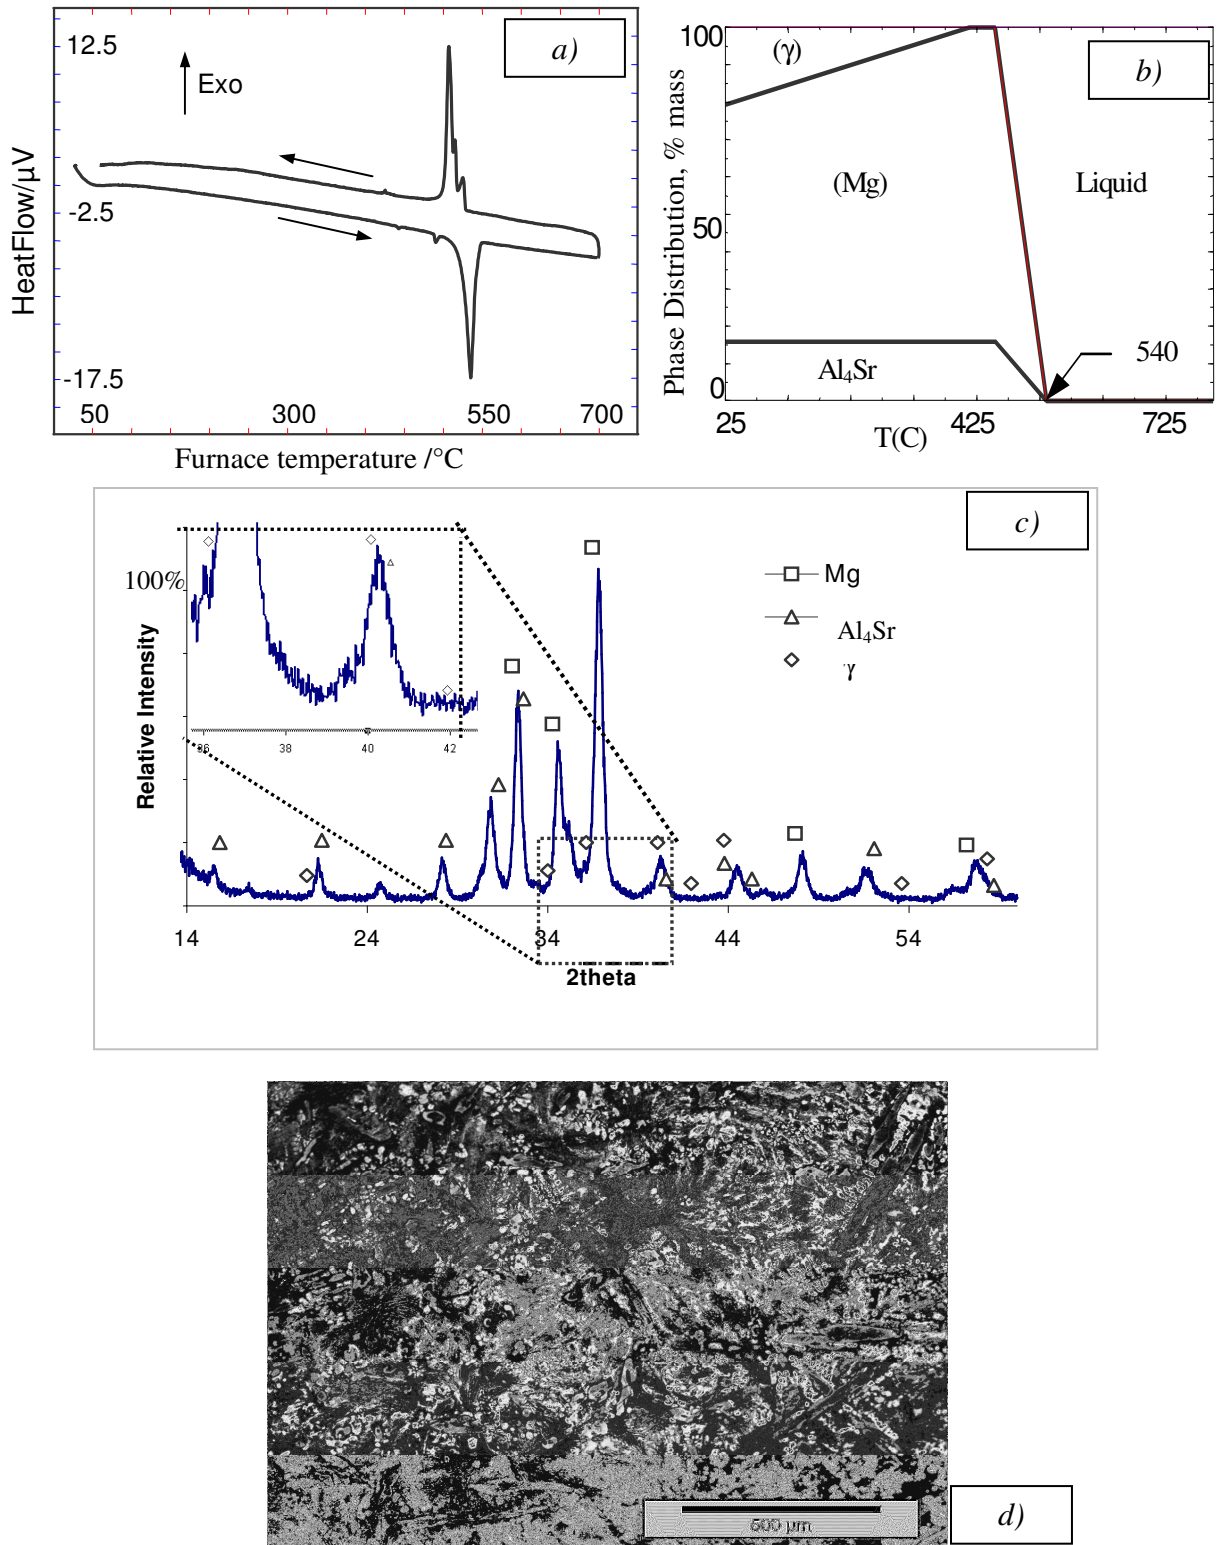 a)
12.5
Exo
HeatFlow/µV
-2.5
-17.5
50 300 550 700
Furnace temperature /°C
b)
100
(γ)
Phase Distribution, % mass
(Mg)
Liquid
50
540
Al₄Sr
0
25 425 725
T(C)
c)
100%
Mg
Al₄Sr
γ
Relative Intensity
36 38 40 42
14 24 34 44 54
2theta
600 µm
d)